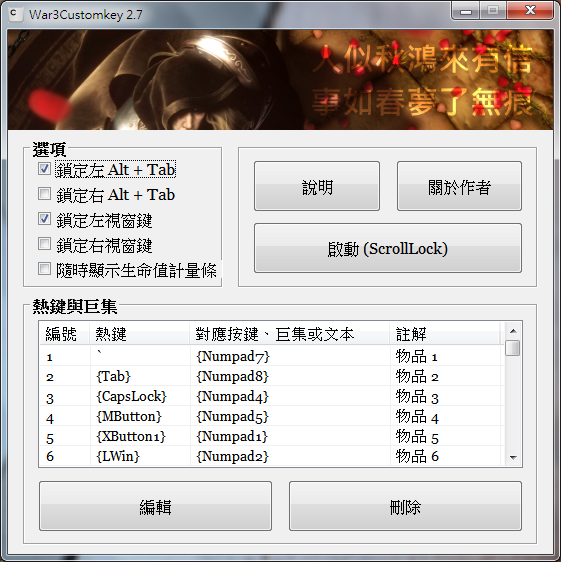 War3Customkey 2.7
人似秋鴻來有信
事如春夢了無痕
選項
鎖定左 Alt + Tab
鎖定右 Alt + Tab
鎖定左視窗鍵
鎖定右視窗鍵
隨時顯示生命值計量條
說明
關於作者
啟動 (ScrollLock)
熱鍵與巨集
編號 熱鍵 對應按鍵、巨集或文本 註解
1 ` {Numpad7} 物品 1
2 {Tab} {Numpad8} 物品 2
3 {CapsLock} {Numpad4} 物品 3
4 {MButton} {Numpad5} 物品 4
5 {XButton1} {Numpad1} 物品 5
6 {LWin} {Numpad2} 物品 6
編輯
刪除